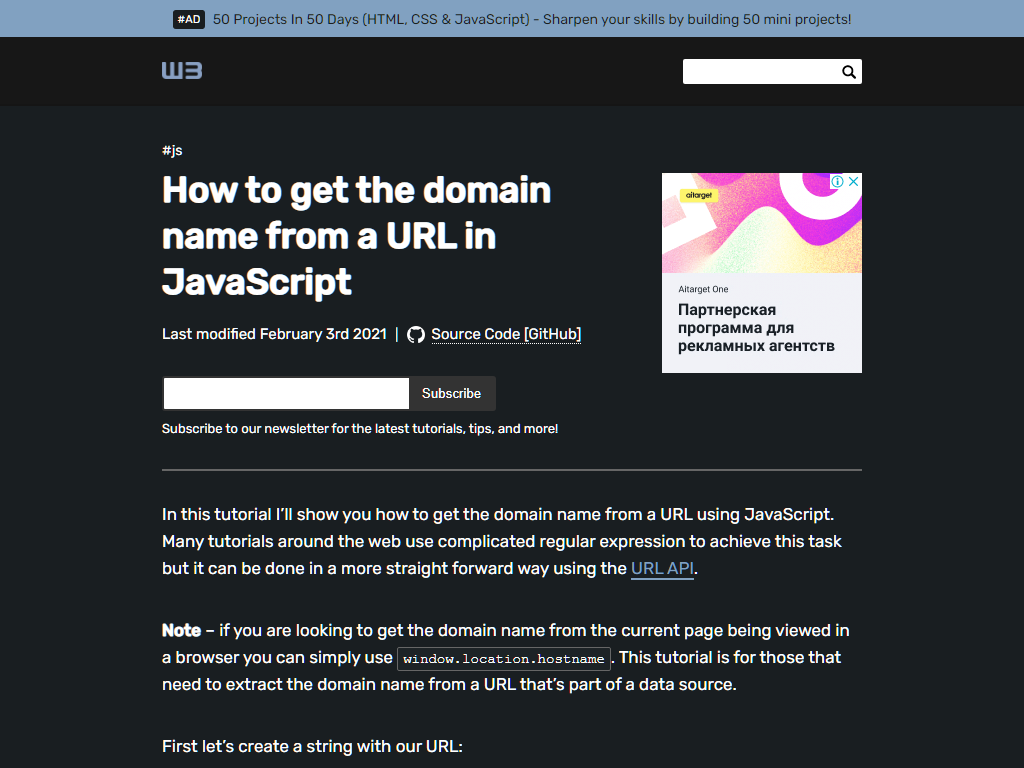 #AD 50 Projects In 50 Days (HTML, CSS & JavaScript) - Sharpen your skills by building 50 mini projects!
W3
#js
How to get the domain
name from a URL in
JavaScript
Last modified February 3rd 2021 | Source Code [GitHub]
Subscribe
Subscribe to our newsletter for the latest tutorials, tips, and more!
aitarget
Aitarget One
Партнерская
программа для
рекламных агентств
In this tutorial I’ll show you how to get the domain name from a URL using JavaScript.
Many tutorials around the web use complicated regular expression to achieve this task
but it can be done in a more straight forward way using the URL API.
Note – if you are looking to get the domain name from the current page being viewed in
a browser you can simply use window.location.hostname. This tutorial is for those that
need to extract the domain name from a URL that’s part of a data source.
First let’s create a string with our URL: